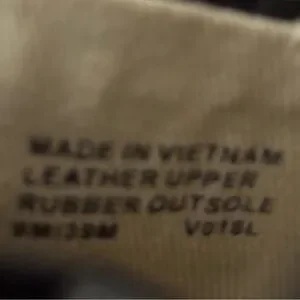 MADE IN VIETNAM
LEATHER UPPER
RUBBER OUTSOLE